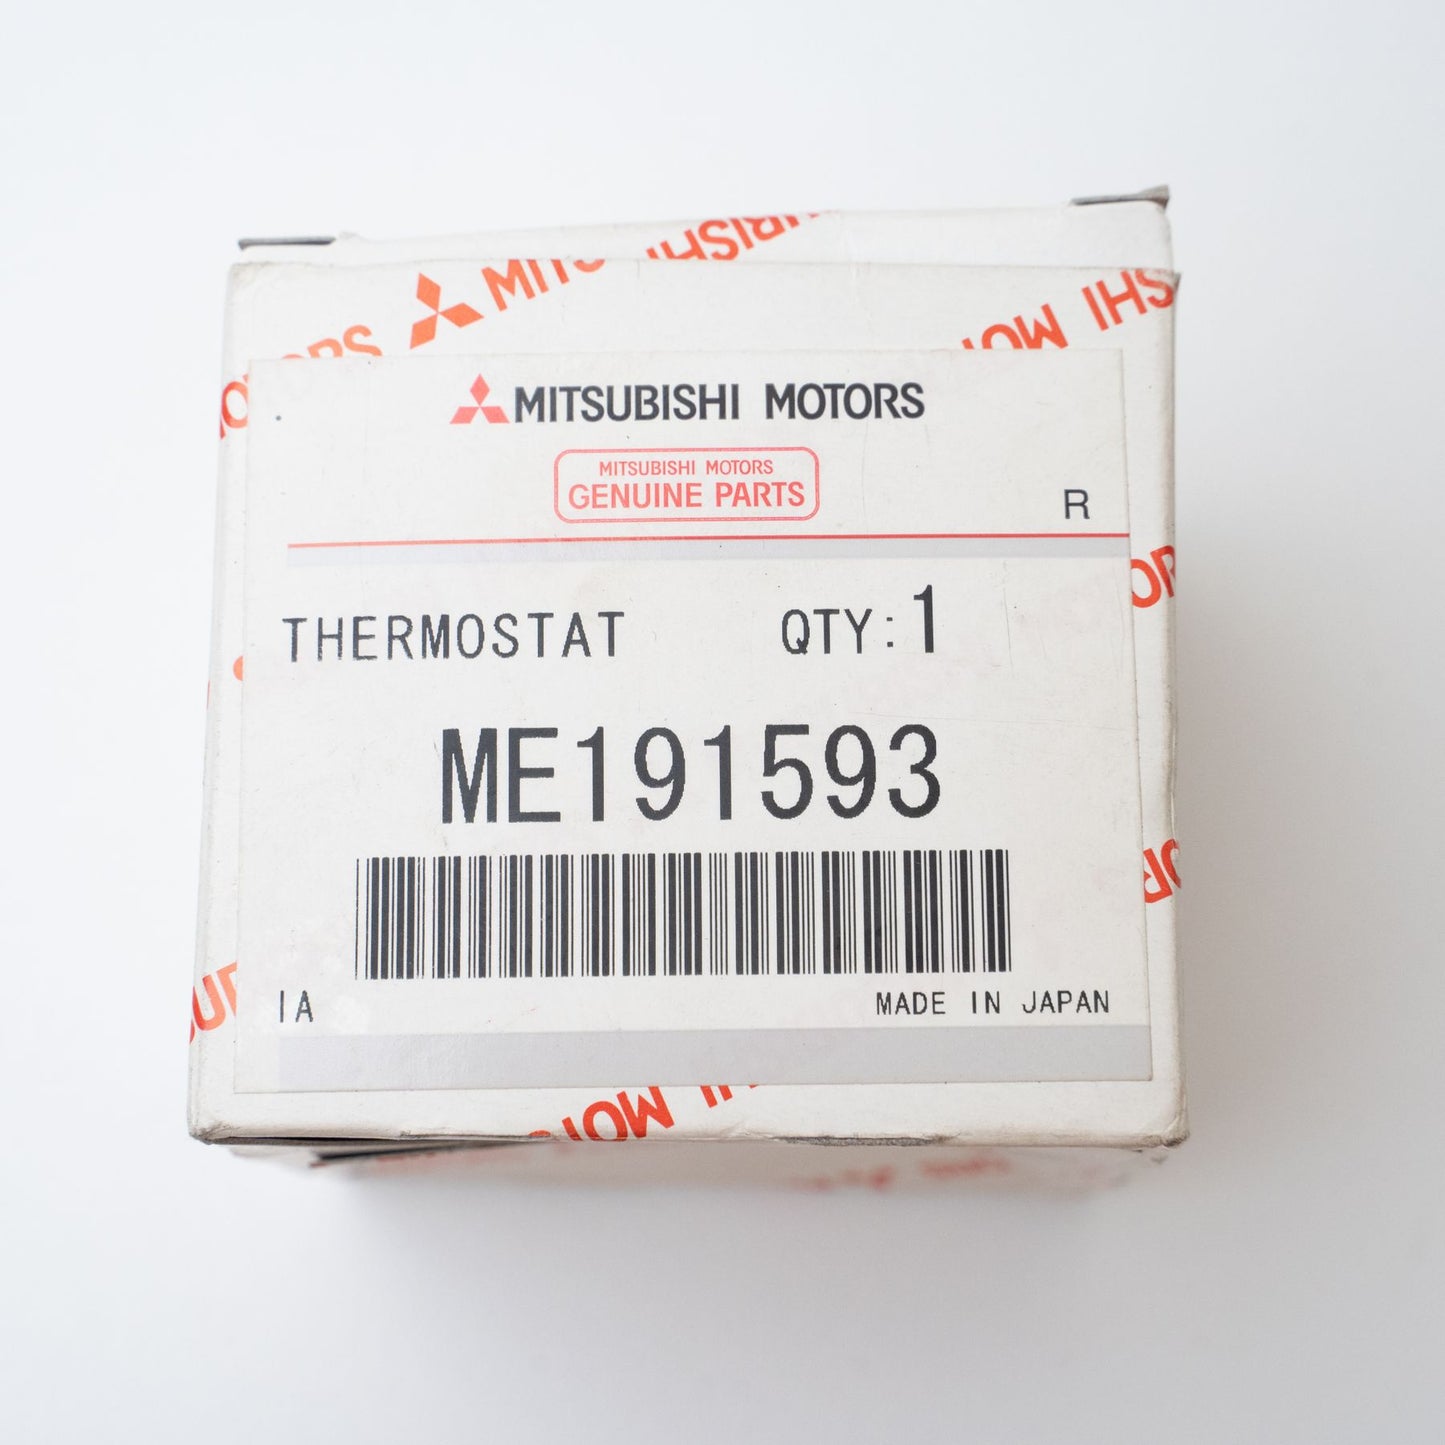 MITSUBISHI MOTORS
MITSUBISHI MOTORS
GENUINE PARTS
R
THERMOSTAT QTY:1
ME191593
IA MADE IN JAPAN